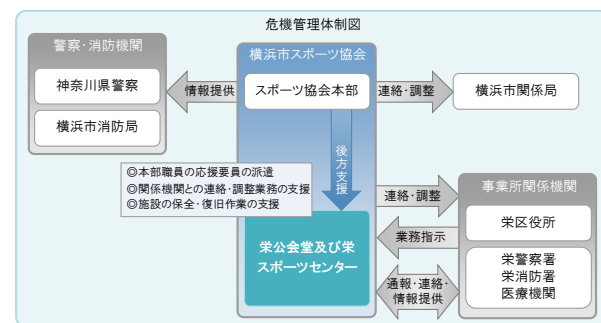 危機管理体制図
警察・消防機関
神奈川県警察
横浜市消防局
情報提供
横浜市スポーツ協会
スポーツ協会本部
連絡・調整
横浜市関係局
後方支援
◎本部職員の応援要員の派遣
◎関係機関との連絡・調整業務の支援
◎施設の保全・復旧作業の支援
栄公会堂及び栄
スポーツセンター
連絡・調整
業務指示
通報・連絡・
情報提供
事業所関係機関
栄区役所
栄警察署
栄消防署
医療機関